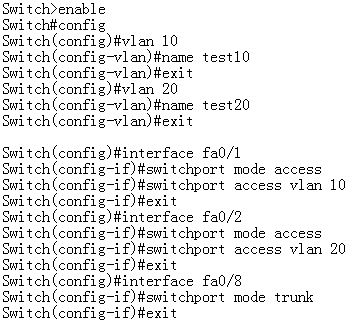 Switch>enable
Switch#config
Switch(config)#vlan 10
Switch(config-vlan)#name test10
Switch(config-vlan)#exit
Switch(config)#vlan 20
Switch(config-vlan)#name test20
Switch(config-vlan)#exit
Switch(config)#interface fa0/1
Switch(config-if)#switchport mode access
Switch(config-if)#switchport access vlan 10
Switch(config-if)#exit
Switch(config)#interface fa0/2
Switch(config-if)#switchport mode access
Switch(config-if)#switchport access vlan 20
Switch(config-if)#exit
Switch(config)#interface fa0/8
Switch(config-if)#switchport mode trunk
Switch(config-if)#exit